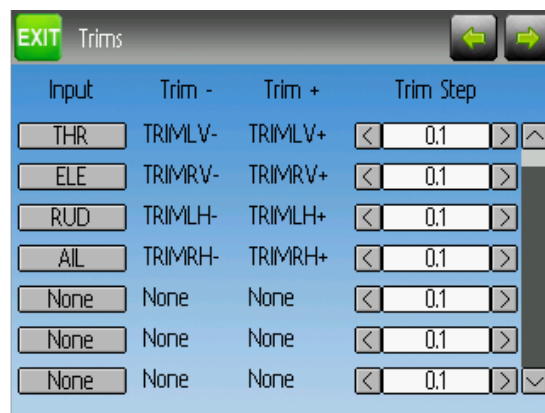 EXIT Trims
Input Trim - Trim + Trim Step
THR TRIMLV- TRIMLV+ < 0.1 >
ELE TRIMRV- TRIMRV+ < 0.1 >
RUD TRIMLH- TRIMLH+ < 0.1 >
AIL TRIMRH- TRIMRH+ < 0.1 >
None None None < 0.1 >
None None None < 0.1 >
None None None < 0.1 >